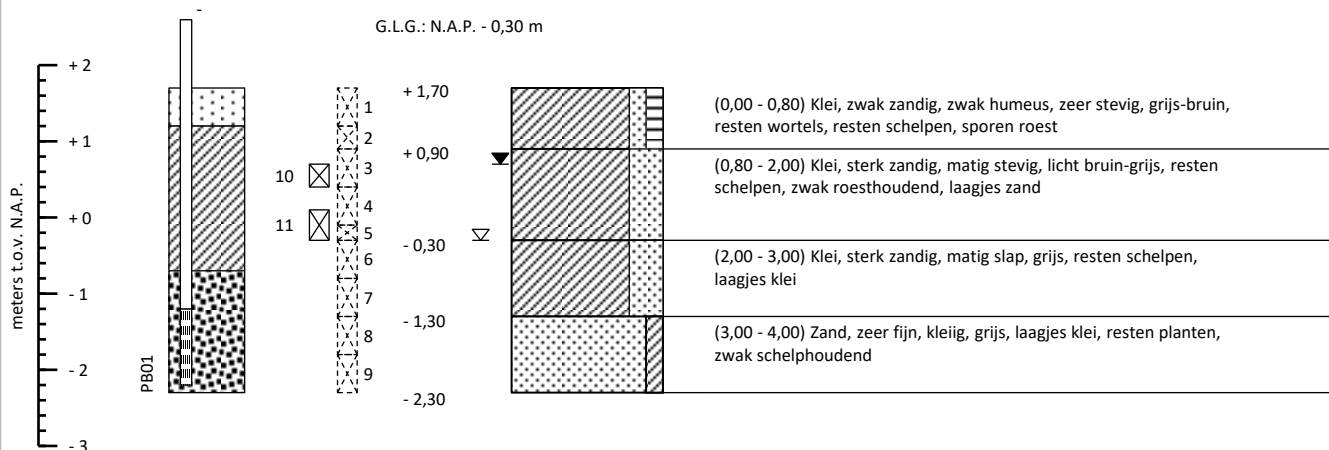 -
G.L.G.: N.A.P. - 0,30 m
meters t.o.v. N.A.P.
+ 2
+ 1
+ 0
- 1
- 2
- 3
PB01
10
11
1
2
3
4
5
6
7
8
9
+ 1,70
+ 0,90
- 0,30
- 1,30
- 2,30
(0,00 - 0,80) Klei, zwak zandig, zwak humeus, zeer stevig, grijs-bruin,
resten wortels, resten schelpen, sporen roest
(0,80 - 2,00) Klei, sterk zandig, matig stevig, licht bruin-grijs, resten
schelpen, zwak roesthoudend, laagjes zand
(2,00 - 3,00) Klei, sterk zandig, matig slap, grijs, resten schelpen,
laagjes klei
(3,00 - 4,00) Zand, zeer fijn, kleiig, grijs, laagjes klei, resten planten,
zwak schelphoudend